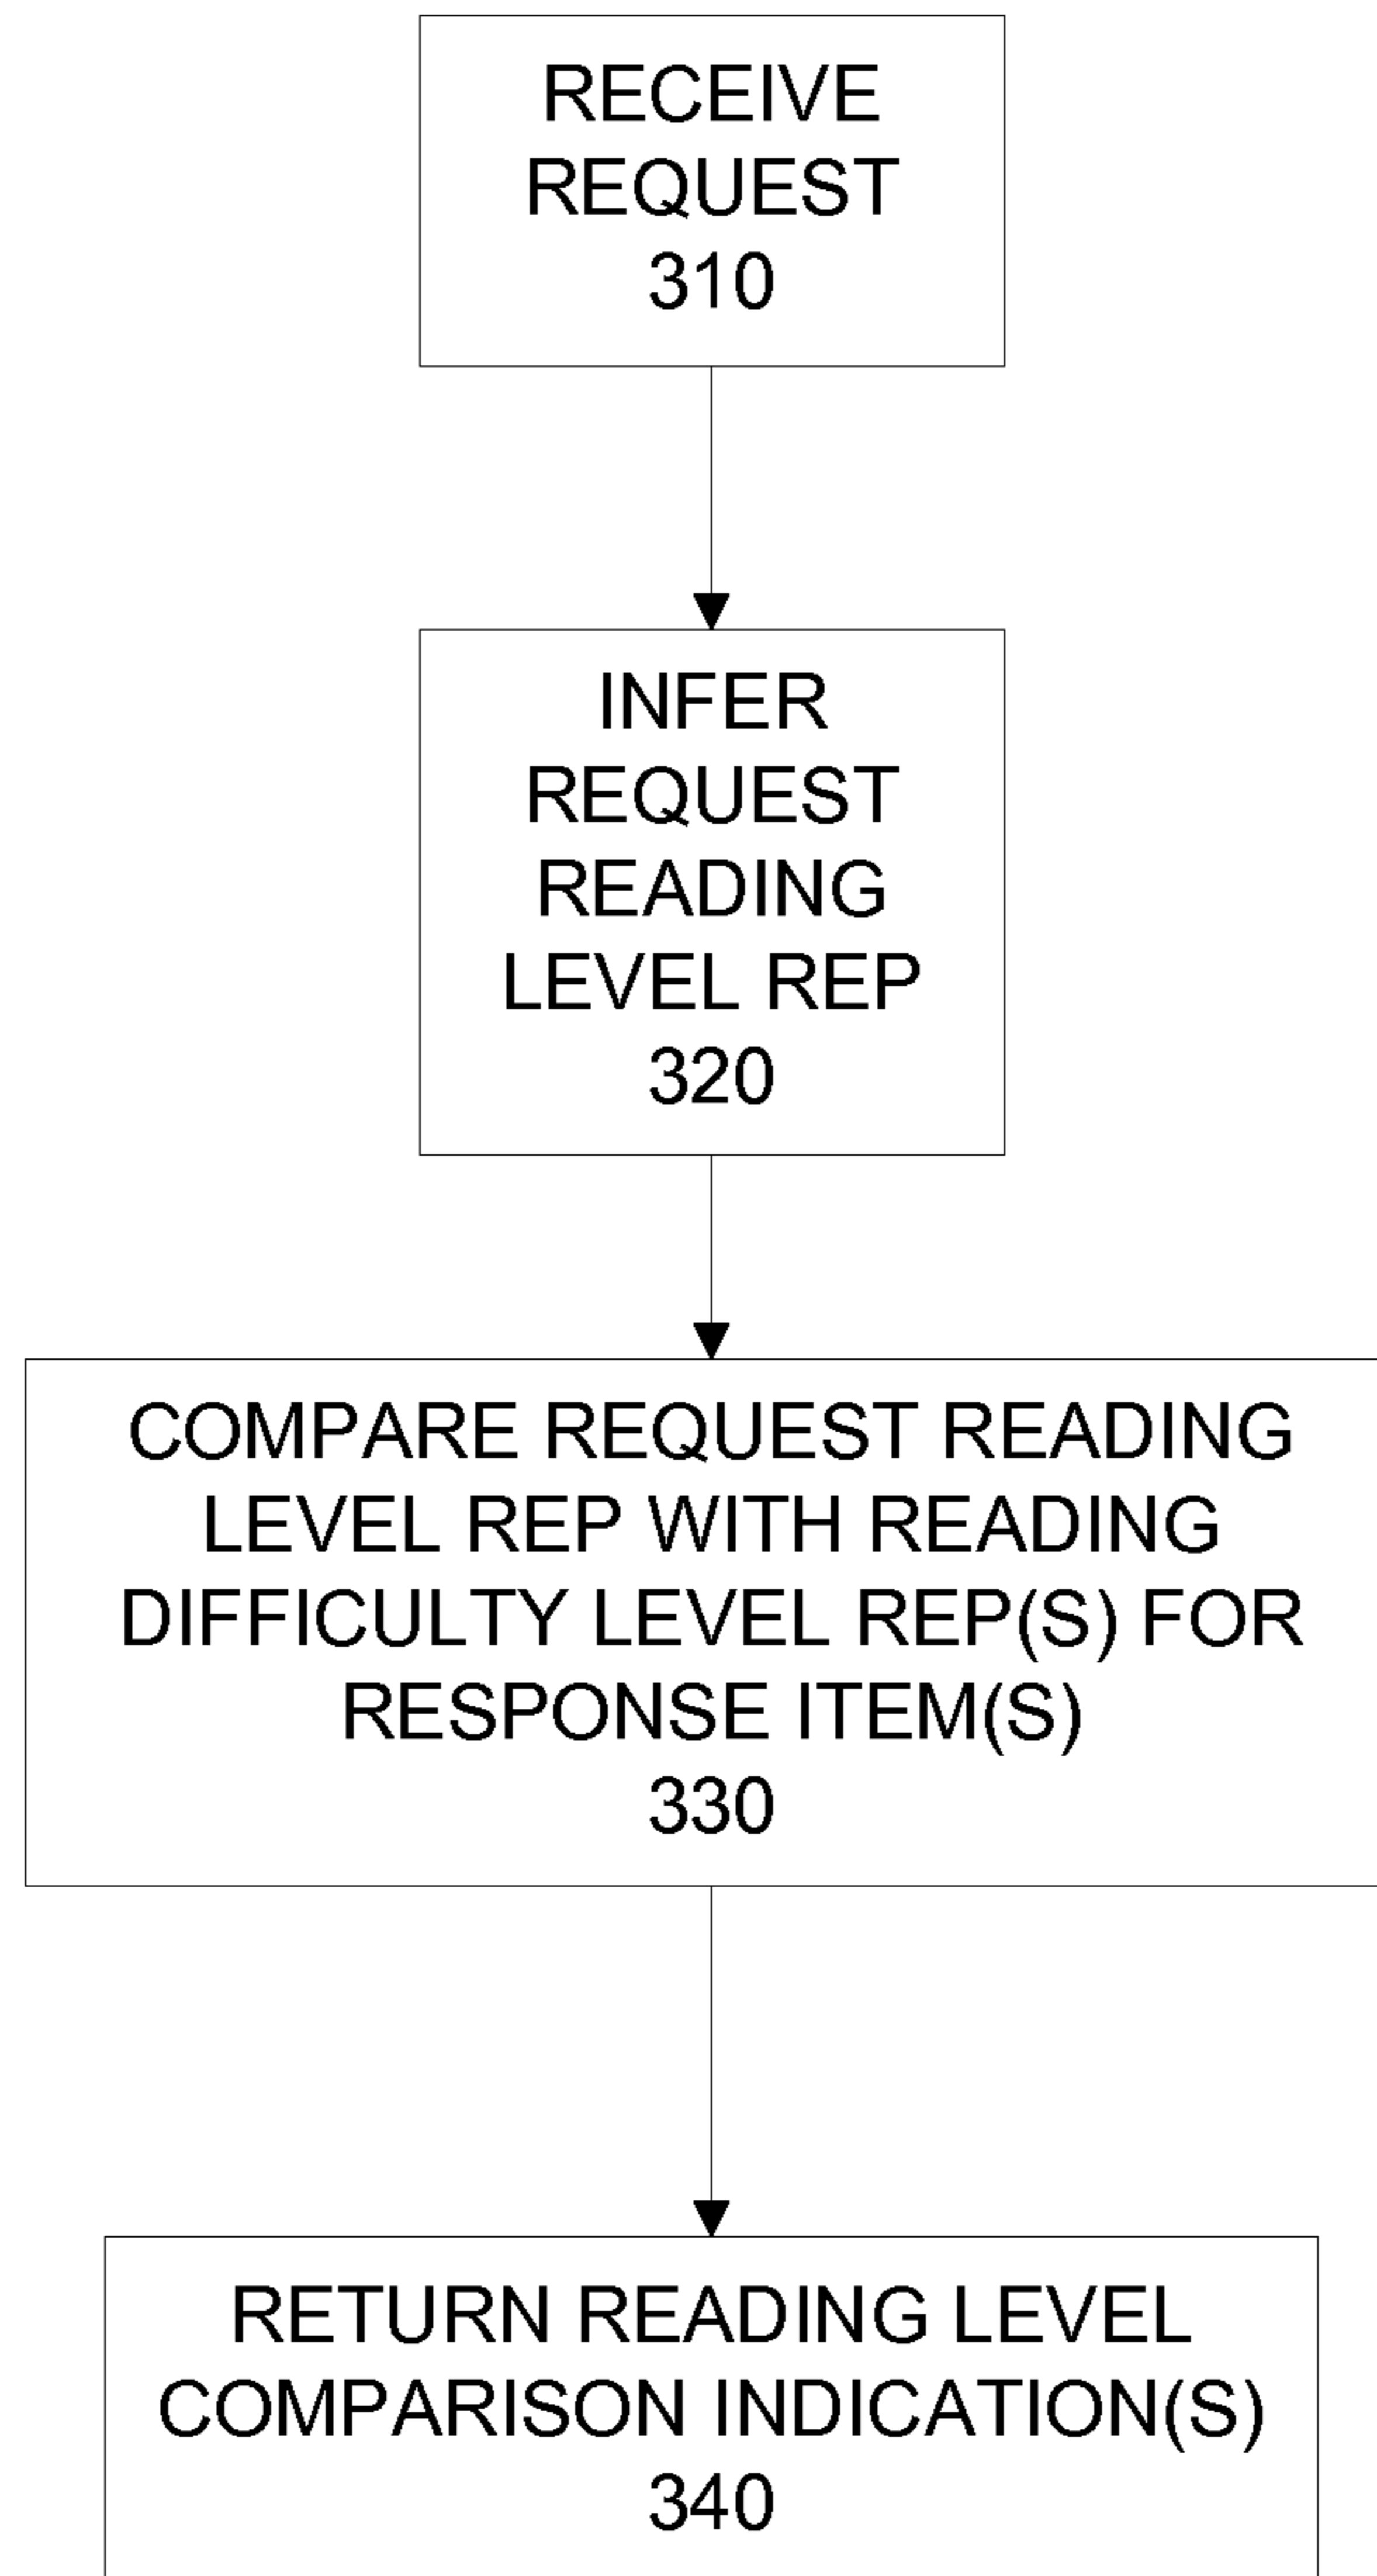 RECEIVE
REQUEST
310
INFER
REQUEST
READING
LEVEL REP
320
COMPARE REQUEST READING
LEVEL REP WITH READING
DIFFICULTY LEVEL REP(S) FOR
RESPONSE ITEM(S)
330
RETURN READING LEVEL
COMPARISON INDICATION(S)
340